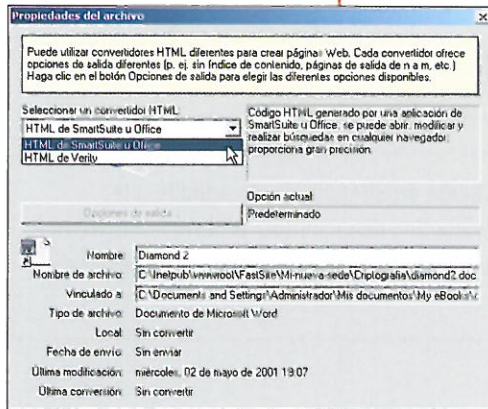 Propiedades del archivo
Puede utilizar convertidores HTML diferentes para crear páginas Web. Cada convertidor ofrece
opciones de salida diferentes (p. ej. sin índice de contenido, páginas de salida de n a m, etc.)
Haga clic en el botón Opciones de salida para elegir las diferentes opciones disponibles.
Seleccionar un convertidor HTML:
HTML de SmartSuite u Office
HTML de SmartSuite u Office
HTML de Verity
Código HTML generado por una aplicación de
SmartSuite u Office, se puede abrir, modificar y
realizar búsquedas en cualquier navegador;
proporciona gran precisión.
Opciones de salida
Opción actual:
Predeterminado
Nombre: Diamond 2
Nombre de archivo: C:\Inetpub\wwwroot\FastSite\Mi-nueva-sede\Criptografia\diamond2.doc
Vinculado a: C:\Documents and Settings\Administrador\Mis documentos\My eBooks\
Tipo de archivo: Documento de Microsoft Word
Local: Sin convertir
Fecha de envío: Sin enviar
Última modificación: miércoles, 02 de mayo de 2001 19:07
Última conversión: Sin convertir